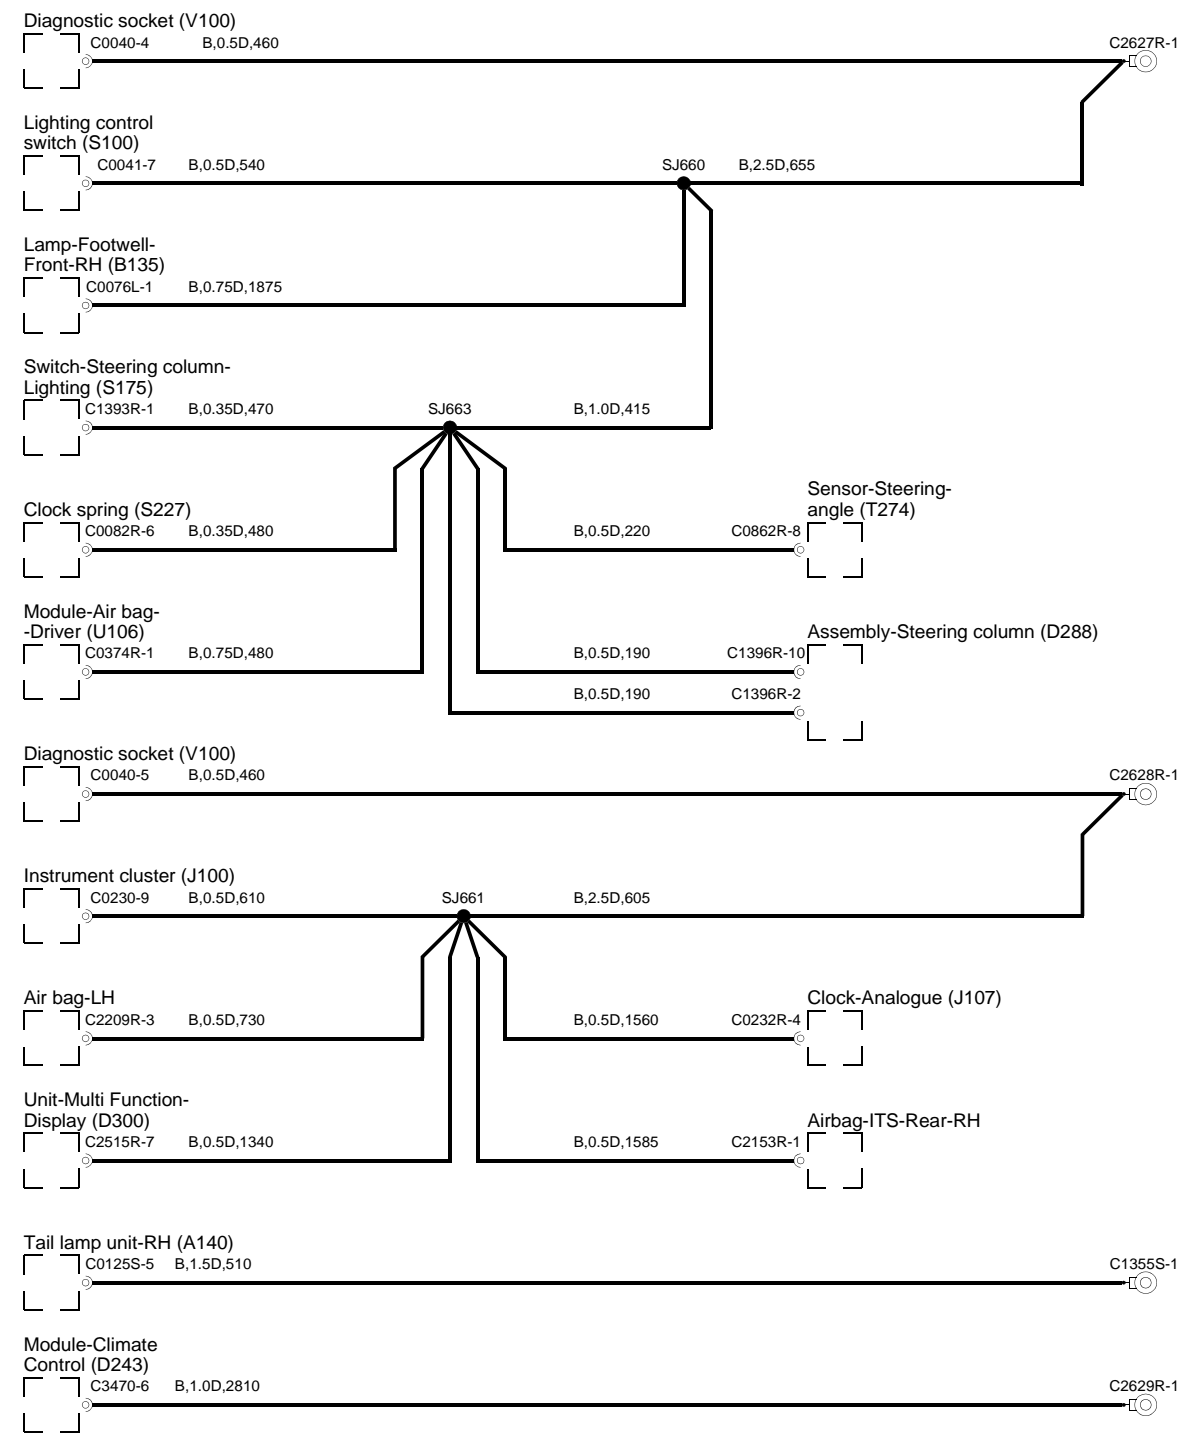 Diagnostic socket (V100)
C0040-4 B,0.5D,460 C2627R-1
Lighting control
switch (S100)
C0041-7 B,0.5D,540 SJ660 B,2.5D,655
Lamp-Footwell-
Front-RH (B135)
C0076L-1 B,0.75D,1875
Switch-Steering column-
Lighting (S175)
C1393R-1 B,0.35D,470 SJ663 B,1.0D,415
Sensor-Steering-
angle (T274)
Clock spring (S227)
C0082R-6 B,0.35D,480 B,0.5D,220 C0862R-8
Module-Air bag-
-Driver (U106)
Assembly-Steering column (D288)
C0374R-1 B,0.75D,480 B,0.5D,190 C1396R-10
B,0.5D,190 C1396R-2
Diagnostic socket (V100)
C0040-5 B,0.5D,460 C2628R-1
Instrument cluster (J100)
C0230-9 B,0.5D,610 SJ661 B,2.5D,605
Air bag-LH Clock-Analogue (J107)
C2209R-3 B,0.5D,730 B,0.5D,1560 C0232R-4
Unit-Multi Function-
Display (D300) Airbag-ITS-Rear-RH
C2515R-7 B,0.5D,1340 B,0.5D,1585 C2153R-1
Tail lamp unit-RH (A140)
C0125S-5 B,1.5D,510 C1355S-1
Module-Climate
Control (D243)
C3470-6 B,1.0D,2810 C2629R-1